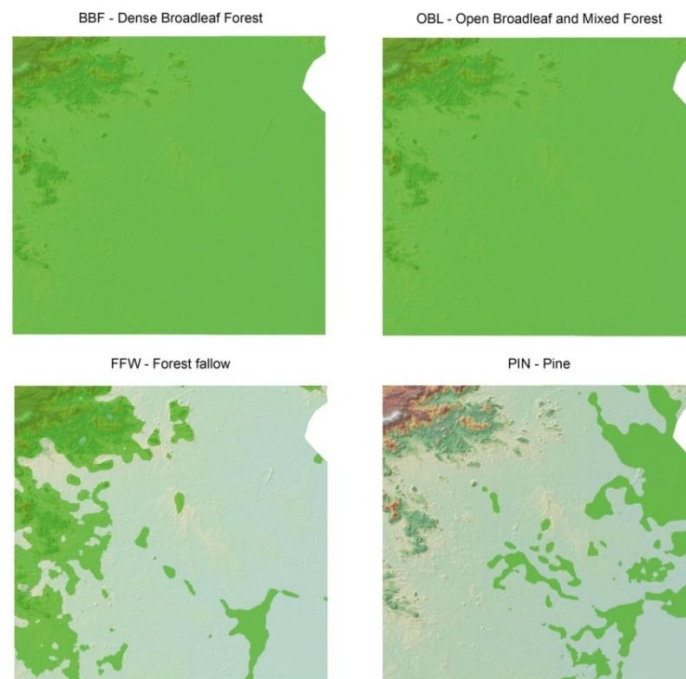 BBF - Dense Broadleaf Forest
OBL - Open Broadleaf and Mixed Forest
FFW - Forest fallow
PIN - Pine